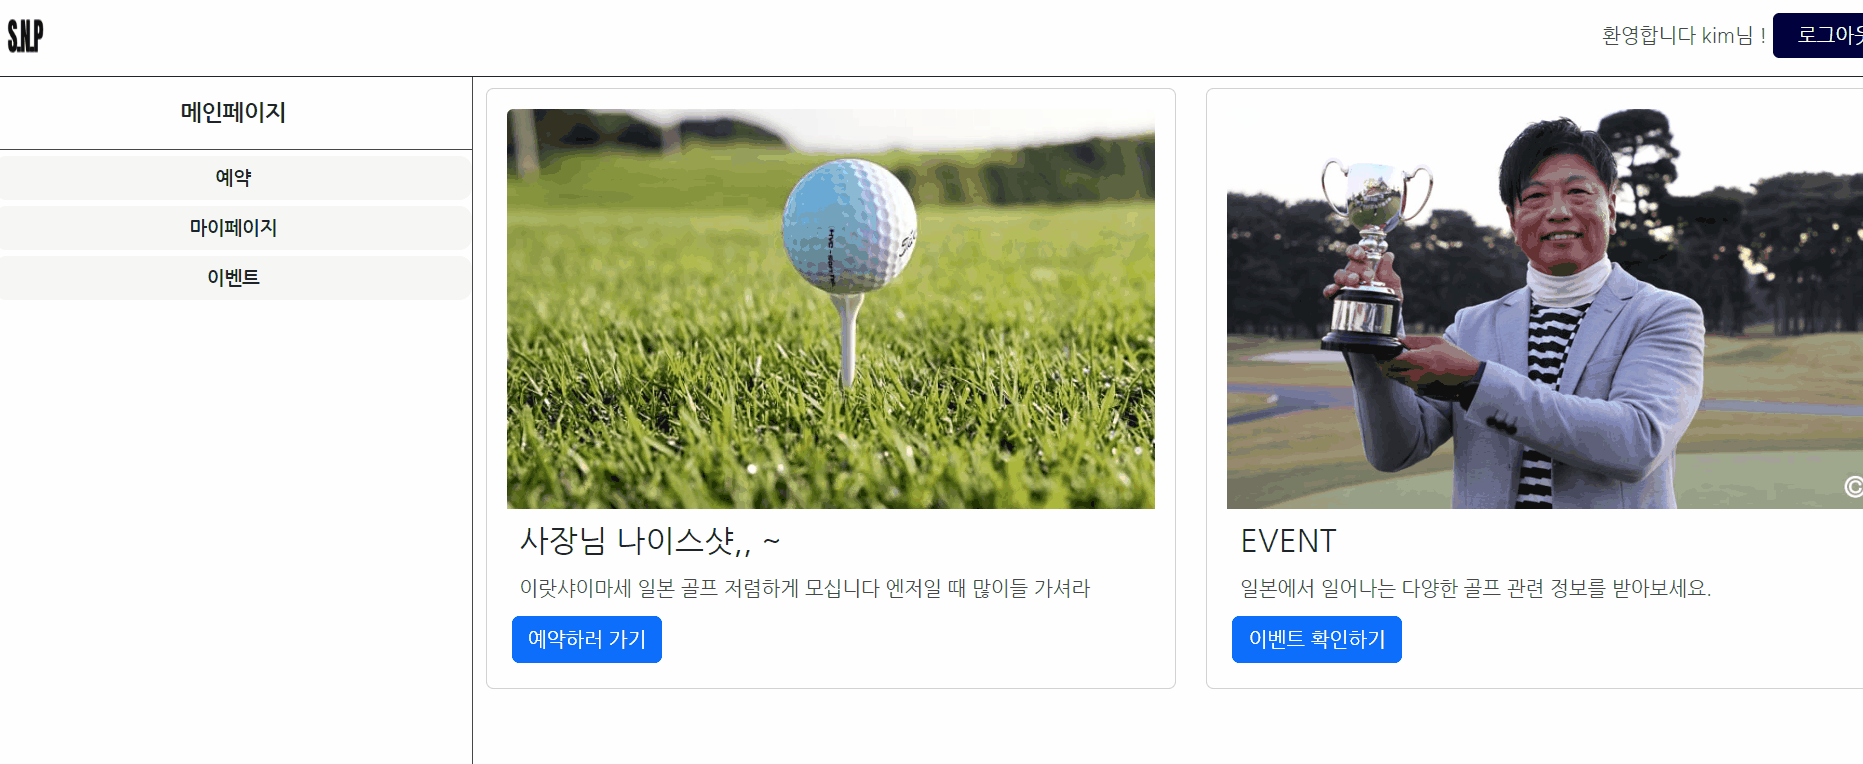 S.N.P
환영합니다 kim님 !
로그아웃
메인페이지
예약
마이페이지
이벤트
사장님 나이스샷,, ~
이랏샤이마세 일본 골프 저렴하게 모십니다 엔저일 때 많이들 가셔라
예약하러 가기
©
EVENT
일본에서 일어나는 다양한 골프 관련 정보를 받아보세요.
이벤트 확인하기